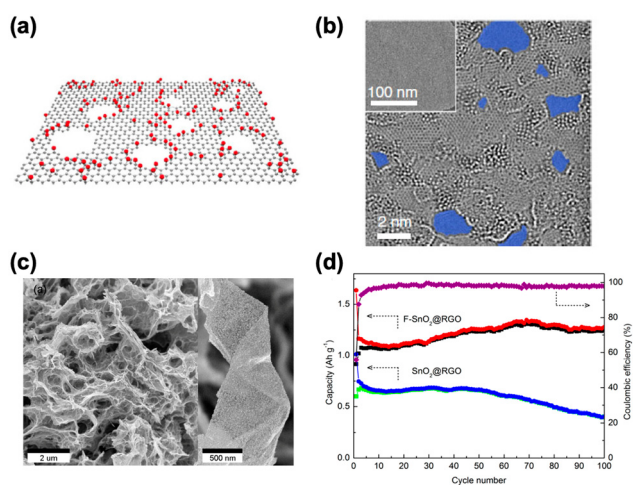 (a)
(b)
100 nm
2 nm
(c)
(a)
2 um
500 nm
(d)
1.5
1.0
0.5
0.0
Capacity (Ah g⁻¹)
F-SnO₂@RGO
SnO₂@RGO
100
80
60
40
20
0
Coulombic efficiency (%)
0 10 20 30 40 50 60 70 80 90 100
Cycle number